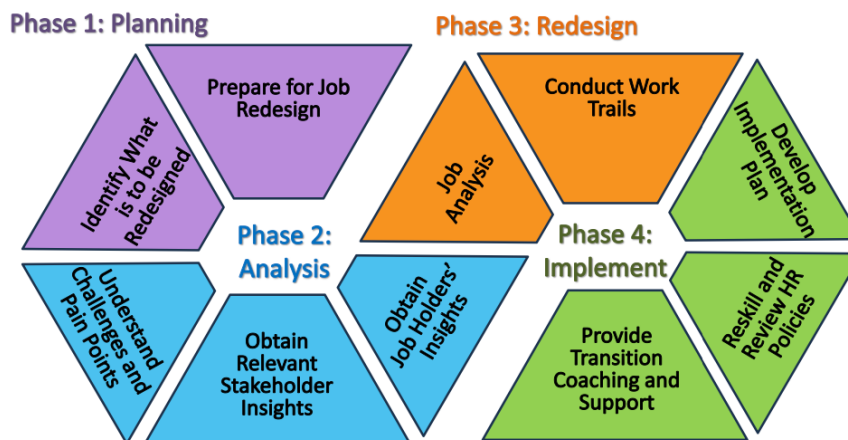 Phase 1: Planning
Identify What
is to be
Redesigned
Prepare for Job
Redesign
Phase 2:
Analysis
Understand
Challenges and
Pain Points
Obtain
Relevant
Stakeholder
Insights
Obtain
Job Holders'
Insights
Phase 3: Redesign
Job
Analysis
Conduct Work
Trails
Phase 4:
Implement
Develop
Implementation
Plan
Reskill and
Review HR
Policies
Provide
Transition
Coaching and
Support